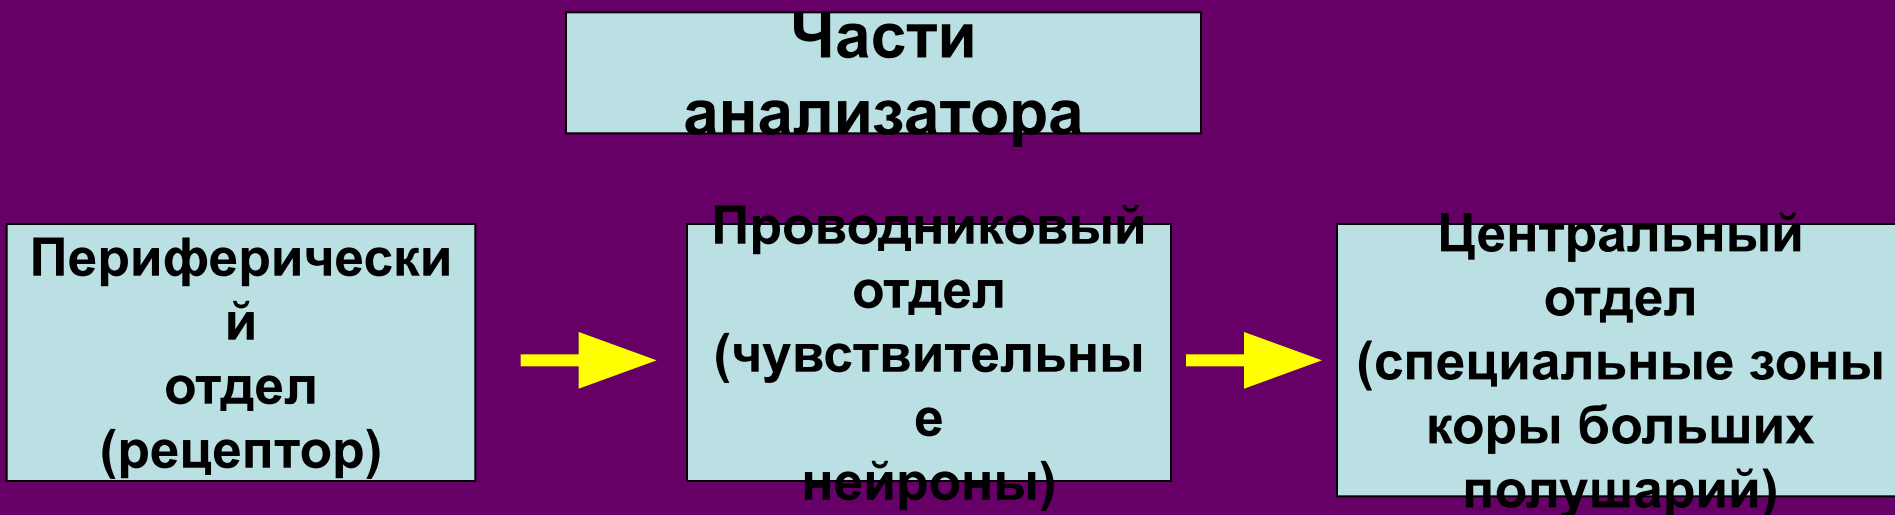 Части
анализатора
Периферически
й
отдел
(рецептор)
Проводниковый
отдел
(чувствительны
е
нейроны)
Центральный
отдел
(специальные зоны
коры больших
полушарий)